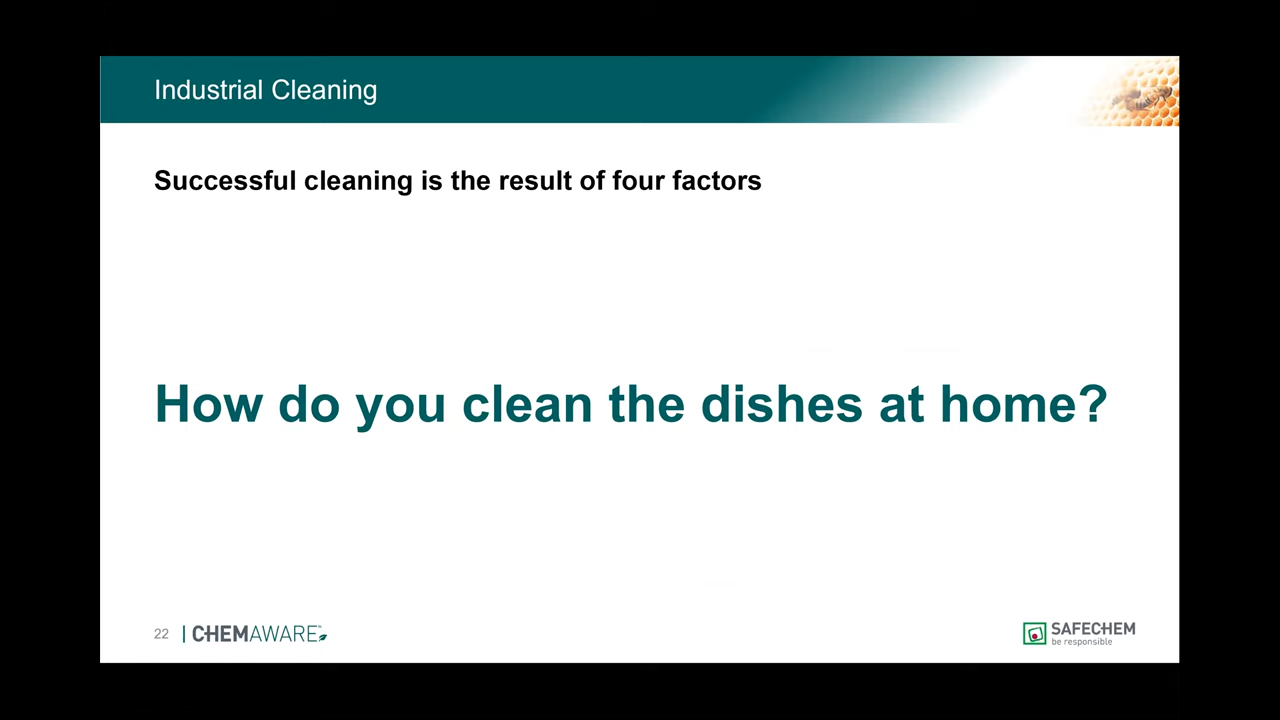 Industrial Cleaning
Successful cleaning is the result of four factors
How do you clean the dishes at home?
22 | CHEMAWARE™
SAFECHEM
be responsible